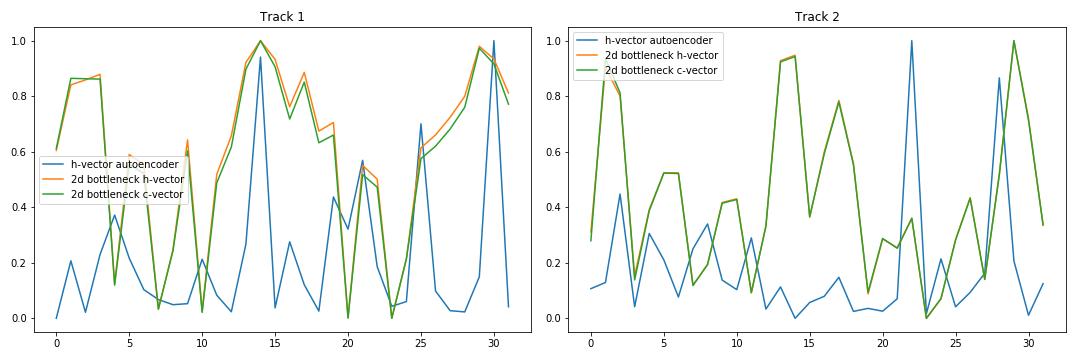 Track 1
1.0
0.8
0.6
0.4
0.2
0.0
h-vector autoencoder
2d bottleneck h-vector
2d bottleneck c-vector
0 5 10 15 20 25 30
Track 2
1.0
0.8
0.6
0.4
0.2
0.0
h-vector autoencoder
2d bottleneck h-vector
2d bottleneck c-vector
0 5 10 15 20 25 30